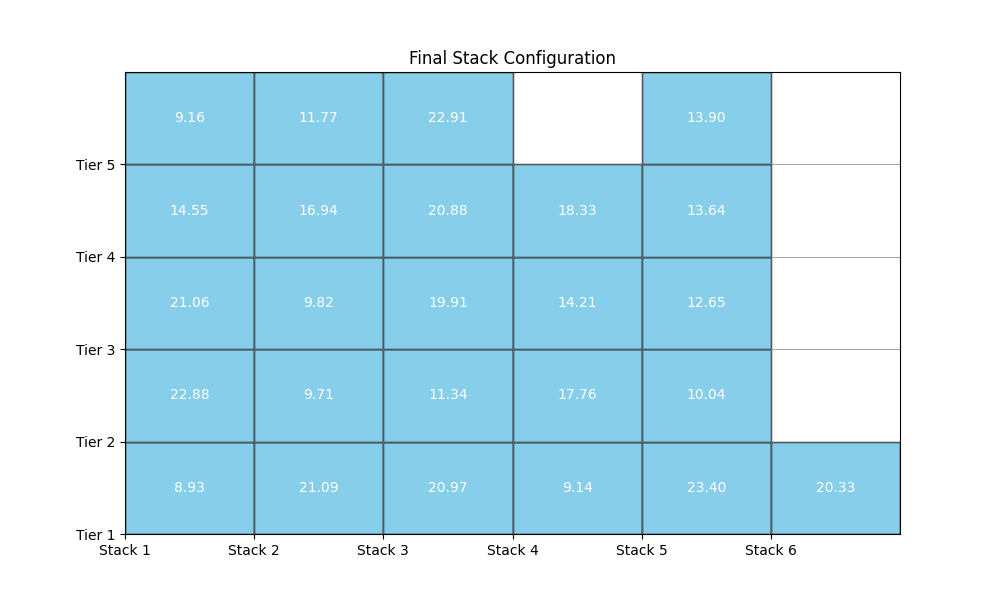 Final Stack Configuration
9.16 11.77 22.91 13.90
Tier 5
14.55 16.94 20.88 18.33 13.64
Tier 4
21.06 9.82 19.91 14.21 12.65
Tier 3
22.88 9.71 11.34 17.76 10.04
Tier 2
8.93 21.09 20.97 9.14 23.40 20.33
Tier 1
Stack 1 Stack 2 Stack 3 Stack 4 Stack 5 Stack 6